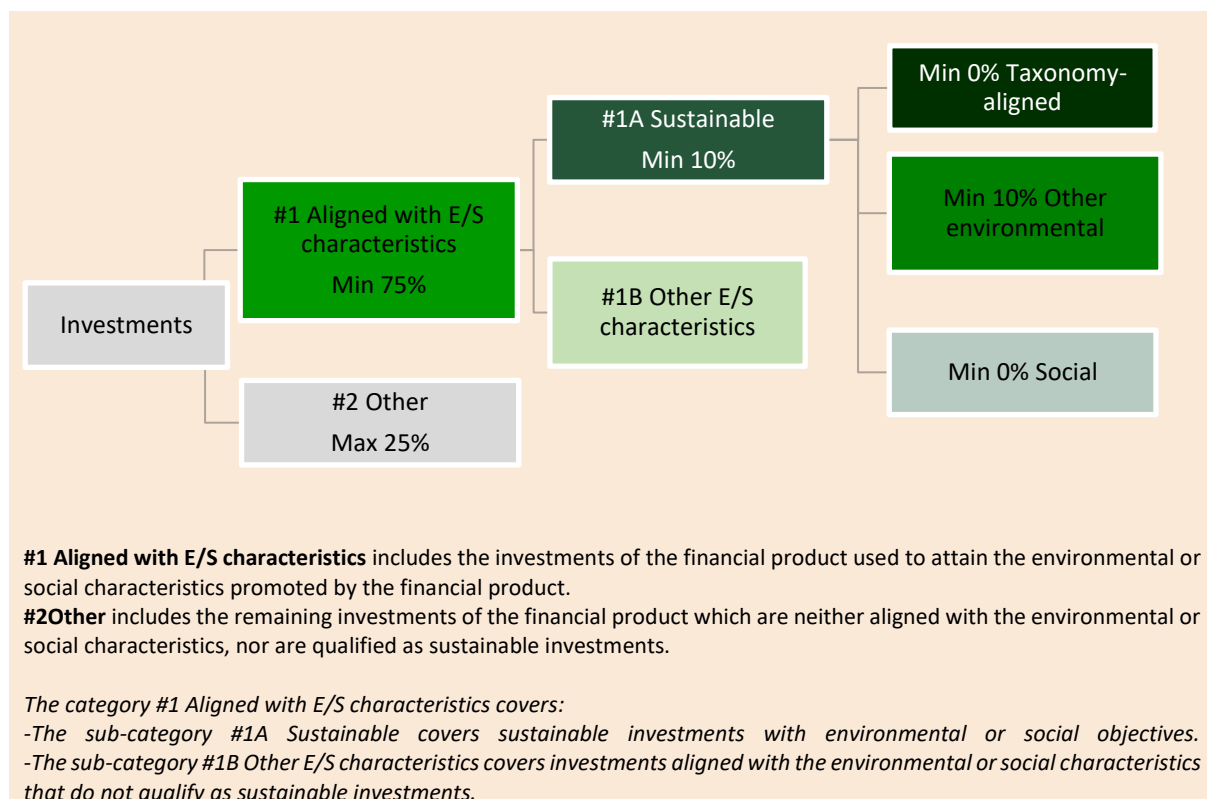 Min 0% Taxonomy-
aligned
#1A Sustainable
Min 10%
#1 Aligned with E/S
characteristics
Min 75%
Min 10% Other
environmental
#1B Other E/S
characteristics
Investments
Min 0% Social
#2 Other
Max 25%
#1 Aligned with E/S characteristics includes the investments of the financial product used to attain the environmental or
social characteristics promoted by the financial product.
#2Other includes the remaining investments of the financial product which are neither aligned with the environmental or
social characteristics, nor are qualified as sustainable investments.
The category #1 Aligned with E/S characteristics covers:
-The sub-category #1A Sustainable covers sustainable investments with environmental or social objectives.
-The sub-category #1B Other E/S characteristics covers investments aligned with the environmental or social characteristics
that do not qualify as sustainable investments.